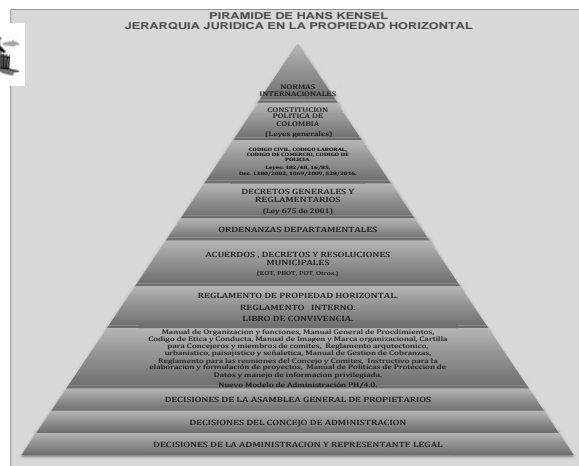 PIRAMIDE DE HANS KENSEL
JERARQUIA JURIDICA EN LA PROPIEDAD HORIZONTAL
NORMAS
INTERNACIONALES
CONSTITUCION
POLITICA DE
COLOMBIA
(Leyes generales)
CODIGO CIVIL, CODIGO LABORAL,
CODIGO DE COMERCIO, CODIGO DE
POLICIA.
Leyes: 182/48, 16/85,
Dec. 1380/2002, 1069/2009, 528/2016.
DECRETOS GENERALES Y
REGLAMENTARIOS
(Ley 675 de 2001)
ORDENANZAS DEPARTAMENTALES
ACUERDOS , DECRETOS Y RESOLUCIONES
MUNICIPALES
(EOT, PBOT, POT, Otros.)
REGLAMENTO DE PROPIEDAD HORIZONTAL.
REGLAMENTO INTERNO.
LIBRO DE CONVIVENCIA.
Manual de Organizacion y funciones, Manual General de Procdimientos,
Codigo de Etica y Conducta, Manual de Imagen y Marca organizacional, Cartilla
para Concejeros y miembros de comites, Reglamento arquitectonico,
urbanistico, paisajistico y señaletica, Manual de Gestion de Cobranzas,
Reglamento para las reuniones del Concejo y Comites, Instructivo para la
elaboracion y formulación de proyectos, Manual de Politicas de Proteccion de
Datos y manejo de informacion privilegiada.
Nuevo Modelo de Administración PH/4.0.
DECISIONES DE LA ASAMBLEA GENERAL DE PROPIETARIOS
DECISIONES DEL CONCEJO DE ADMINISTRACION
DECISIONES DE LA ADMINISTRACION Y REPRESENTANTE LEGAL